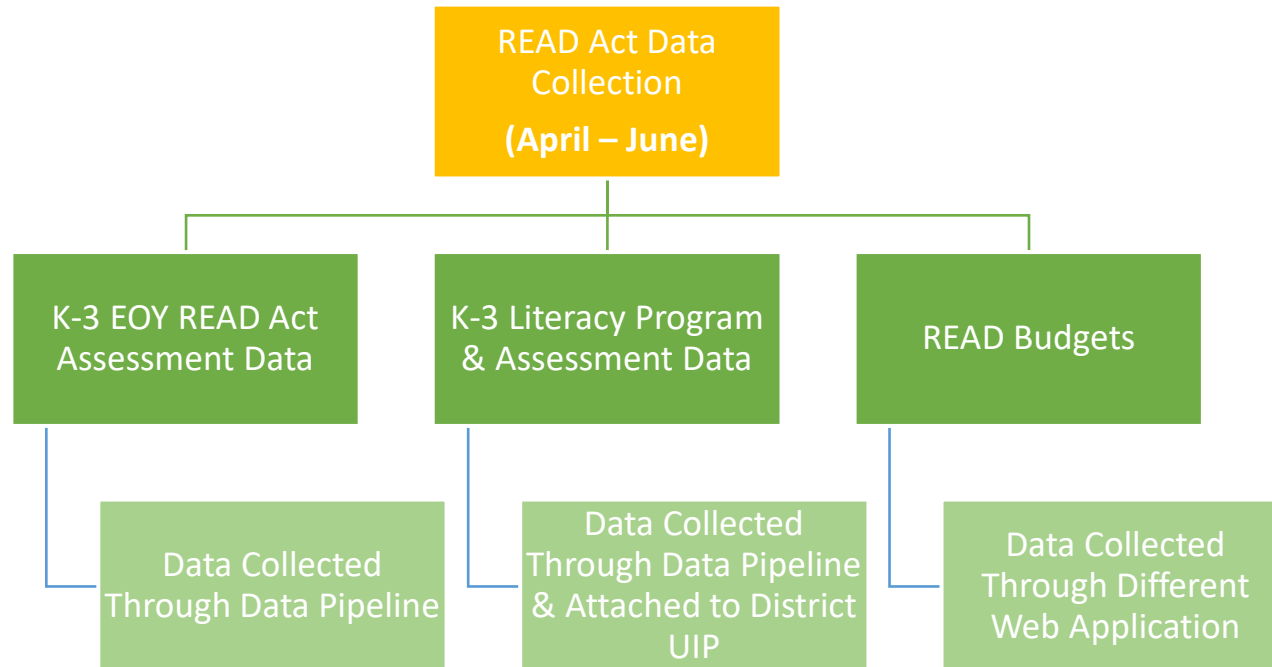 READ Act Data
Collection
(April – June)
K-3 EOY READ Act
Assessment Data
K-3 Literacy Program
& Assessment Data
READ Budgets
Data Collected
Through Data Pipeline
Data Collected
Through Data Pipeline
& Attached to District
UIP
Data Collected
Through Different
Web Application